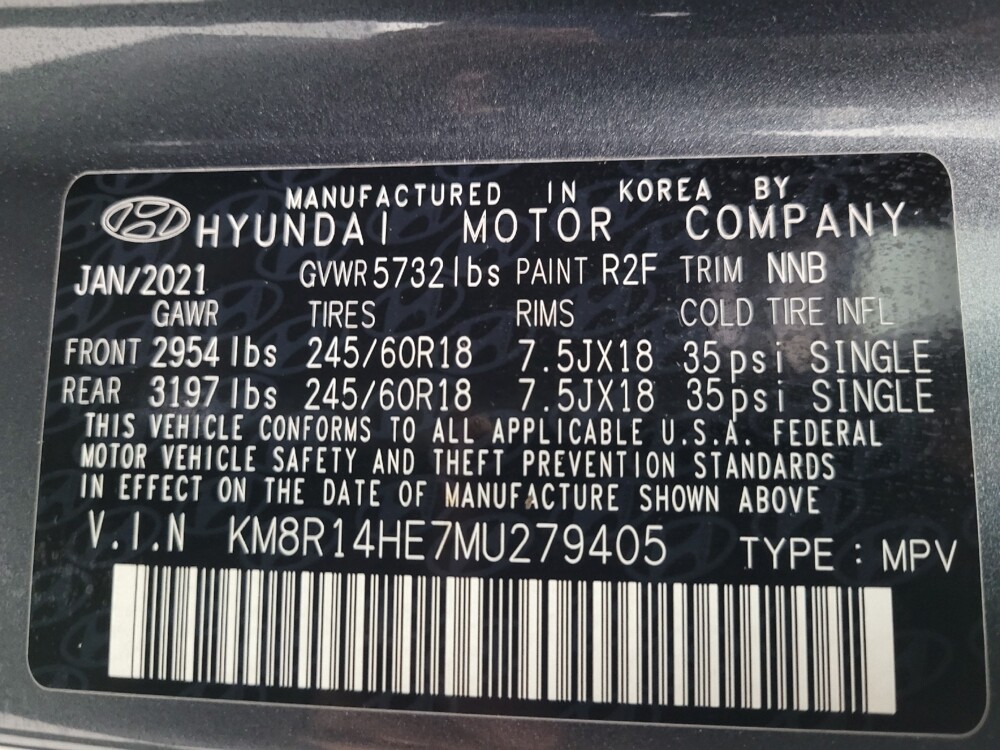 MANUFACTURED IN KOREA BY
HYUNDAI MOTOR COMPANY
JAN/2021 GVWR 5732lbs PAINT R2F TRIM NNB
GAWR TIRES RIMS COLD TIRE INFL
FRONT 2954 lbs 245/60R18 7.5JX18 35psi SINGLE
REAR 3197 lbs 245/60R18 7.5JX18 35psi SINGLE
THIS VEHICLE CONFORMS TO ALL APPLICABLE U.S.A. FEDERAL
MOTOR VEHICLE SAFETY AND THEFT PREVENTION STANDARDS
IN EFFECT ON THE DATE OF MANUFACTURE SHOWN ABOVE
V.I.N KM8R14HE7MU279405 TYPE : MPV